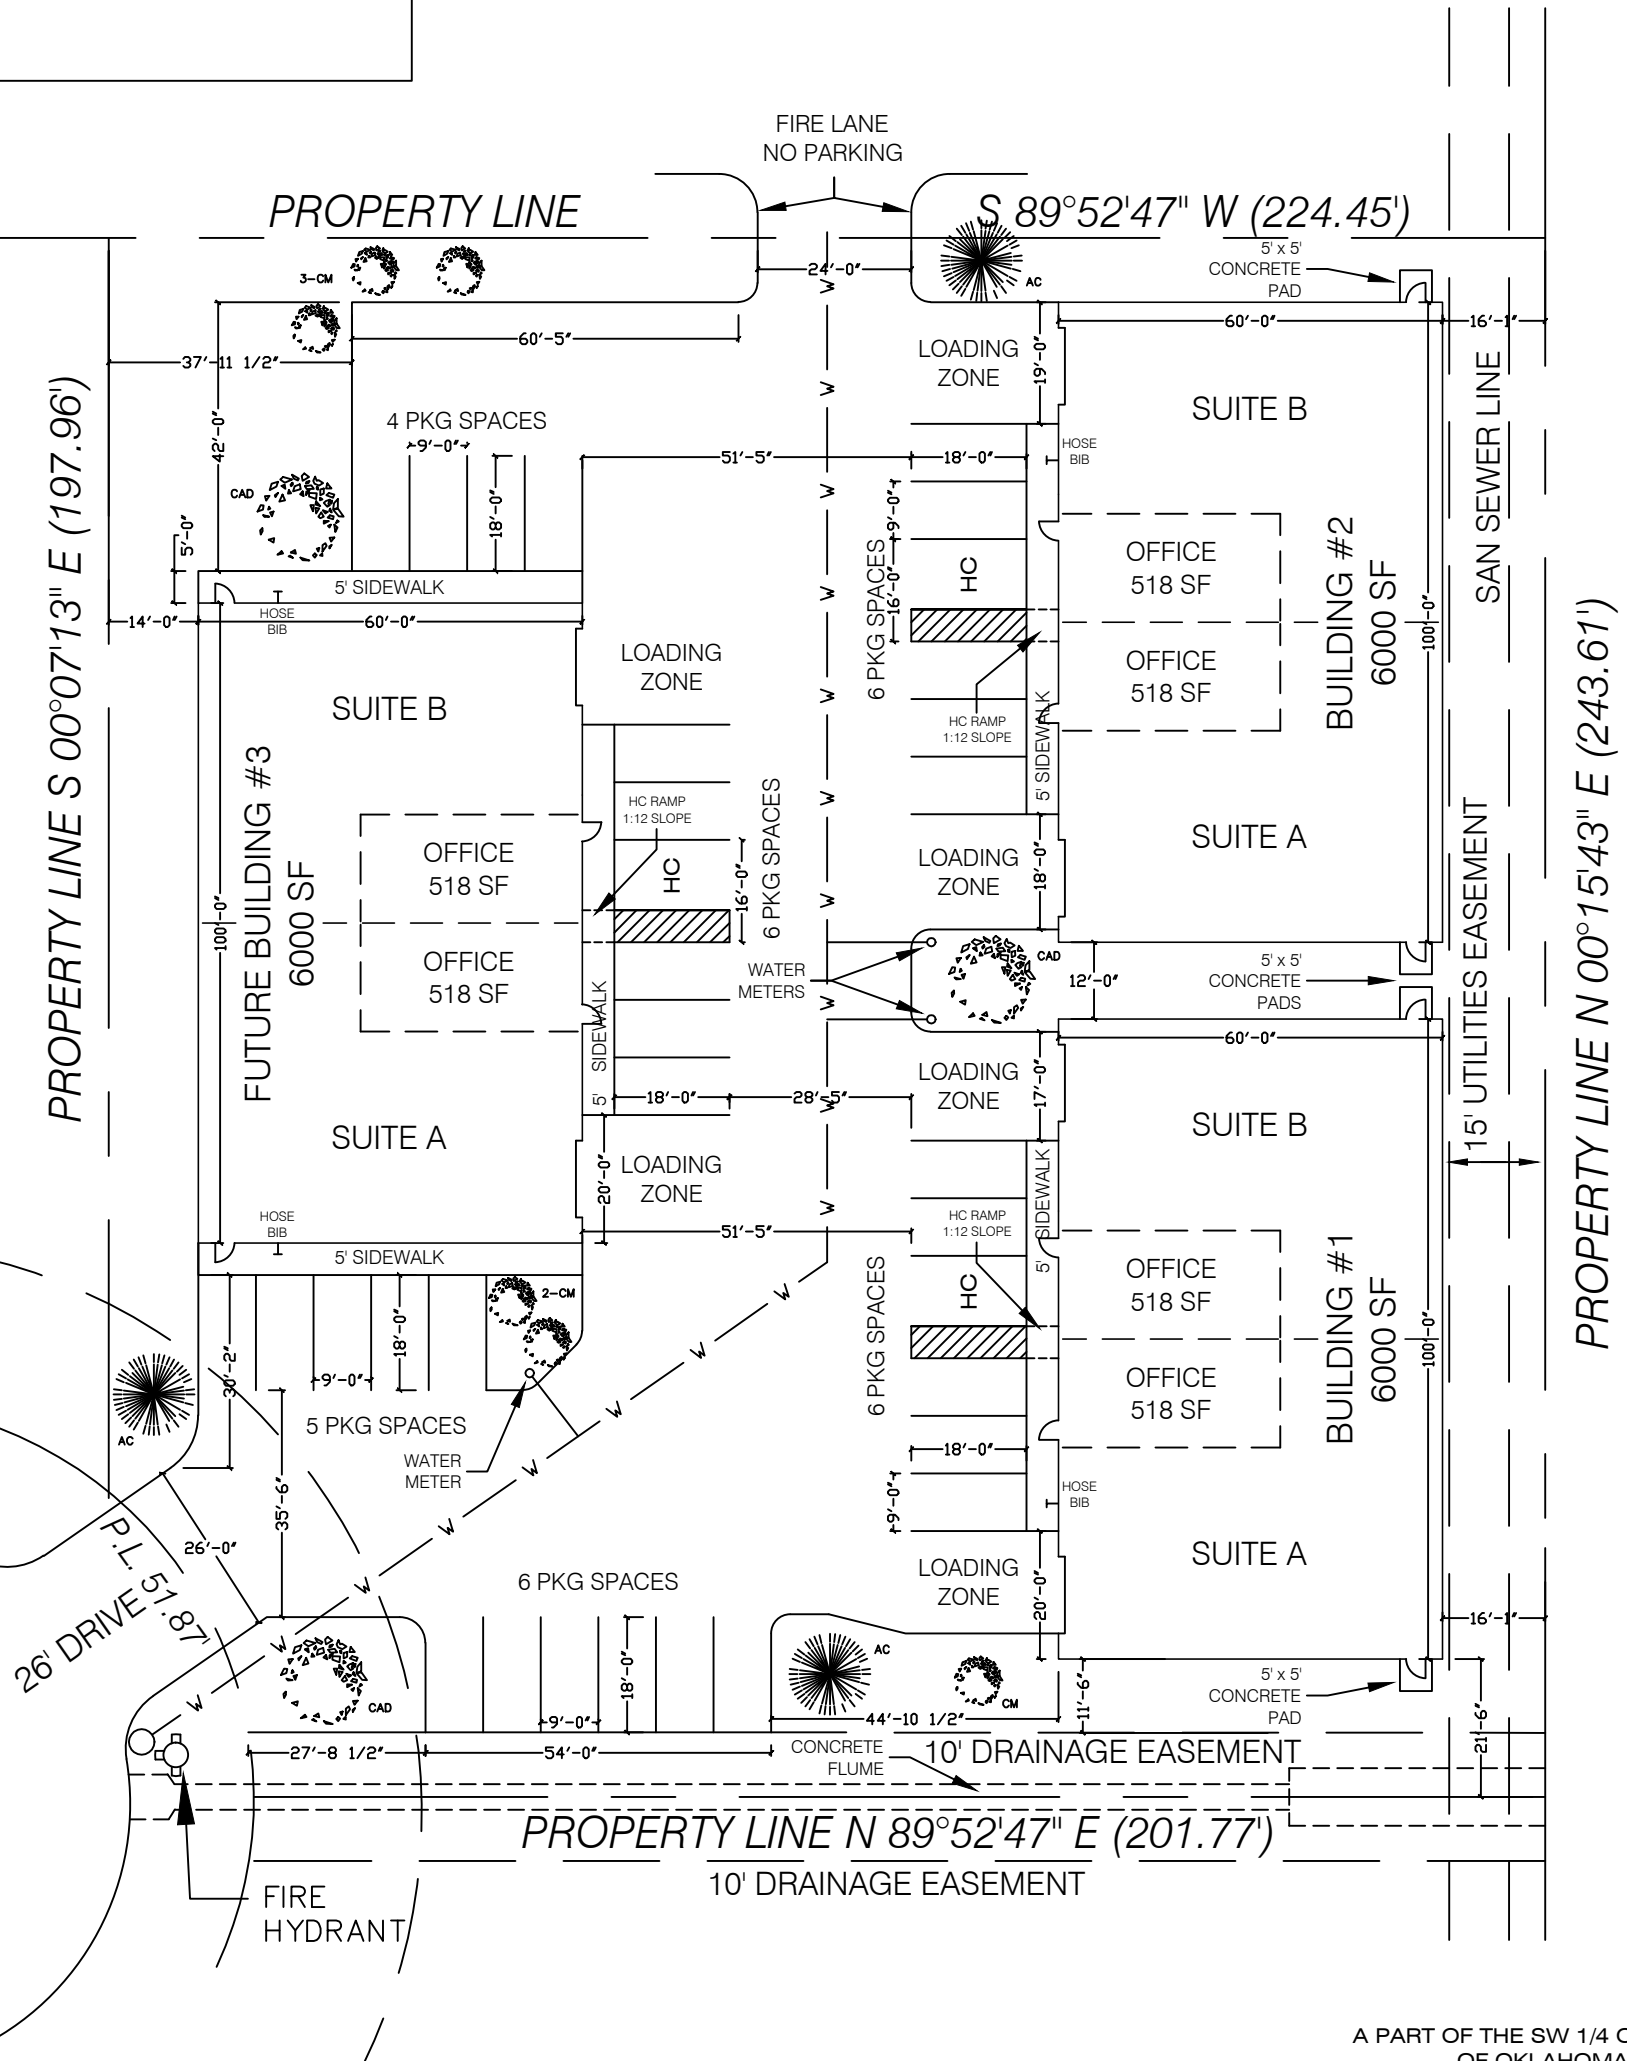 FIRE LANE
NO PARKING
PROPERTY LINE
S 89°52'47" W (224.45')
5' x 5'
CONCRETE
PAD
3-CM
AC
24'-0"
60'-5"
60'-0"
16'-1"
37'-11 1/2"
42'-0"
LOADING
ZONE
19'-0"
SUITE B
SAN SEWER LINE
4 PKG SPACES
9'-0"
18'-0"
HOSE
BIB
51'-5"
18'-0"
CAD
5'-0"
9'-0"
PROPERTY LINE S 00°07'13" E (197.96')
6 PKG SPACES
16'-0"
HC
OFFICE
518 SF
OFFICE
518 SF
BUILDING #2
6000 SF
100'-0"
5' SIDEWALK
HOSE
BIB
14'-0"
60'-0"
LOADING
ZONE
SUITE B
HC RAMP
1:12 SLOPE
5' SIDEWALK
PROPERTY LINE N 00°15'43" E (243.61')
FUTURE BUILDING #3
6000 SF
100'-0"
HC RAMP
1:12 SLOPE
6 PKG SPACES
OFFICE
518 SF
OFFICE
518 SF
HC
16'-0"
LOADING
ZONE
18'-0"
SUITE A
15' UTILITIES EASEMENT
WATER
METERS
CAD
12'-0"
5' x 5'
CONCRETE
PADS
60'-0"
5' SIDEWALK
18'-0"
28'-5"
LOADING
ZONE
17'-0"
SUITE B
SUITE A
20'-0"
LOADING
ZONE
5' SIDEWALK
HOSE
BIB
51'-5"
HC RAMP
1:12 SLOPE
5' SIDEWALK
2-CM
6 PKG SPACES
HC
OFFICE
518 SF
OFFICE
518 SF
BUILDING #1
6000 SF
100'-0"
30'-2"
18'-0"
9'-0"
AC
5 PKG SPACES
WATER
METER
18'-0"
9'-0"
HOSE
BIB
35'-6"
26'-0"
P.L. 51.87'
26' DRIVE
6 PKG SPACES
LOADING
ZONE
20'-0"
SUITE A
16'-1"
18'-0"
9'-0"
CAD
AC
CM
44'-10 1/2"
11'-6"
5' x 5'
CONCRETE
PAD
21'-6"
27'-8 1/2"
54'-0"
CONCRETE
FLUME
10' DRAINAGE EASEMENT
PROPERTY LINE N 89°52'47" E (201.77')
10' DRAINAGE EASEMENT
FIRE
HYDRANT
W W W W W W W W W W W W W W W W W W W
A PART OF THE SW 1/4
OF OKLAHOMA